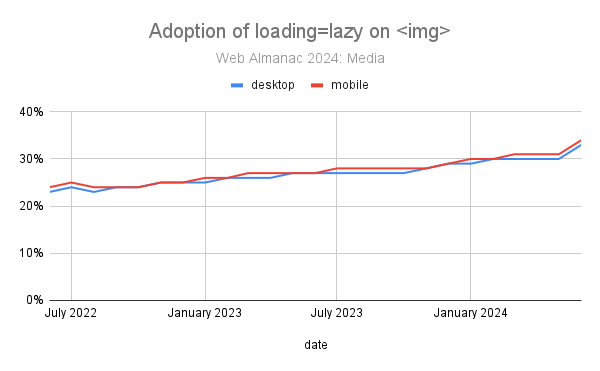 Adoption of loading=lazy on <img>
Web Almanac 2024: Media
desktop mobile
40%
30%
20%
10%
0%
July 2022 January 2023 July 2023 January 2024
date